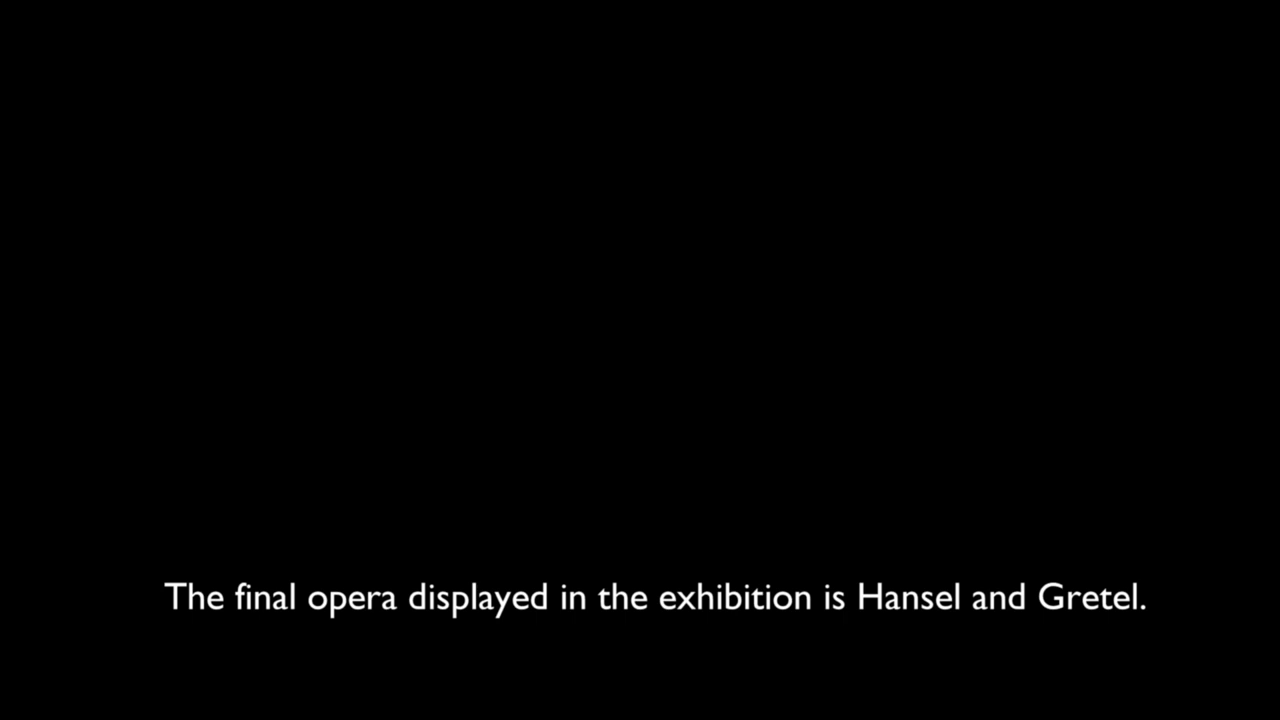 The final opera displayed in the exhibition is Hansel and Gretel.